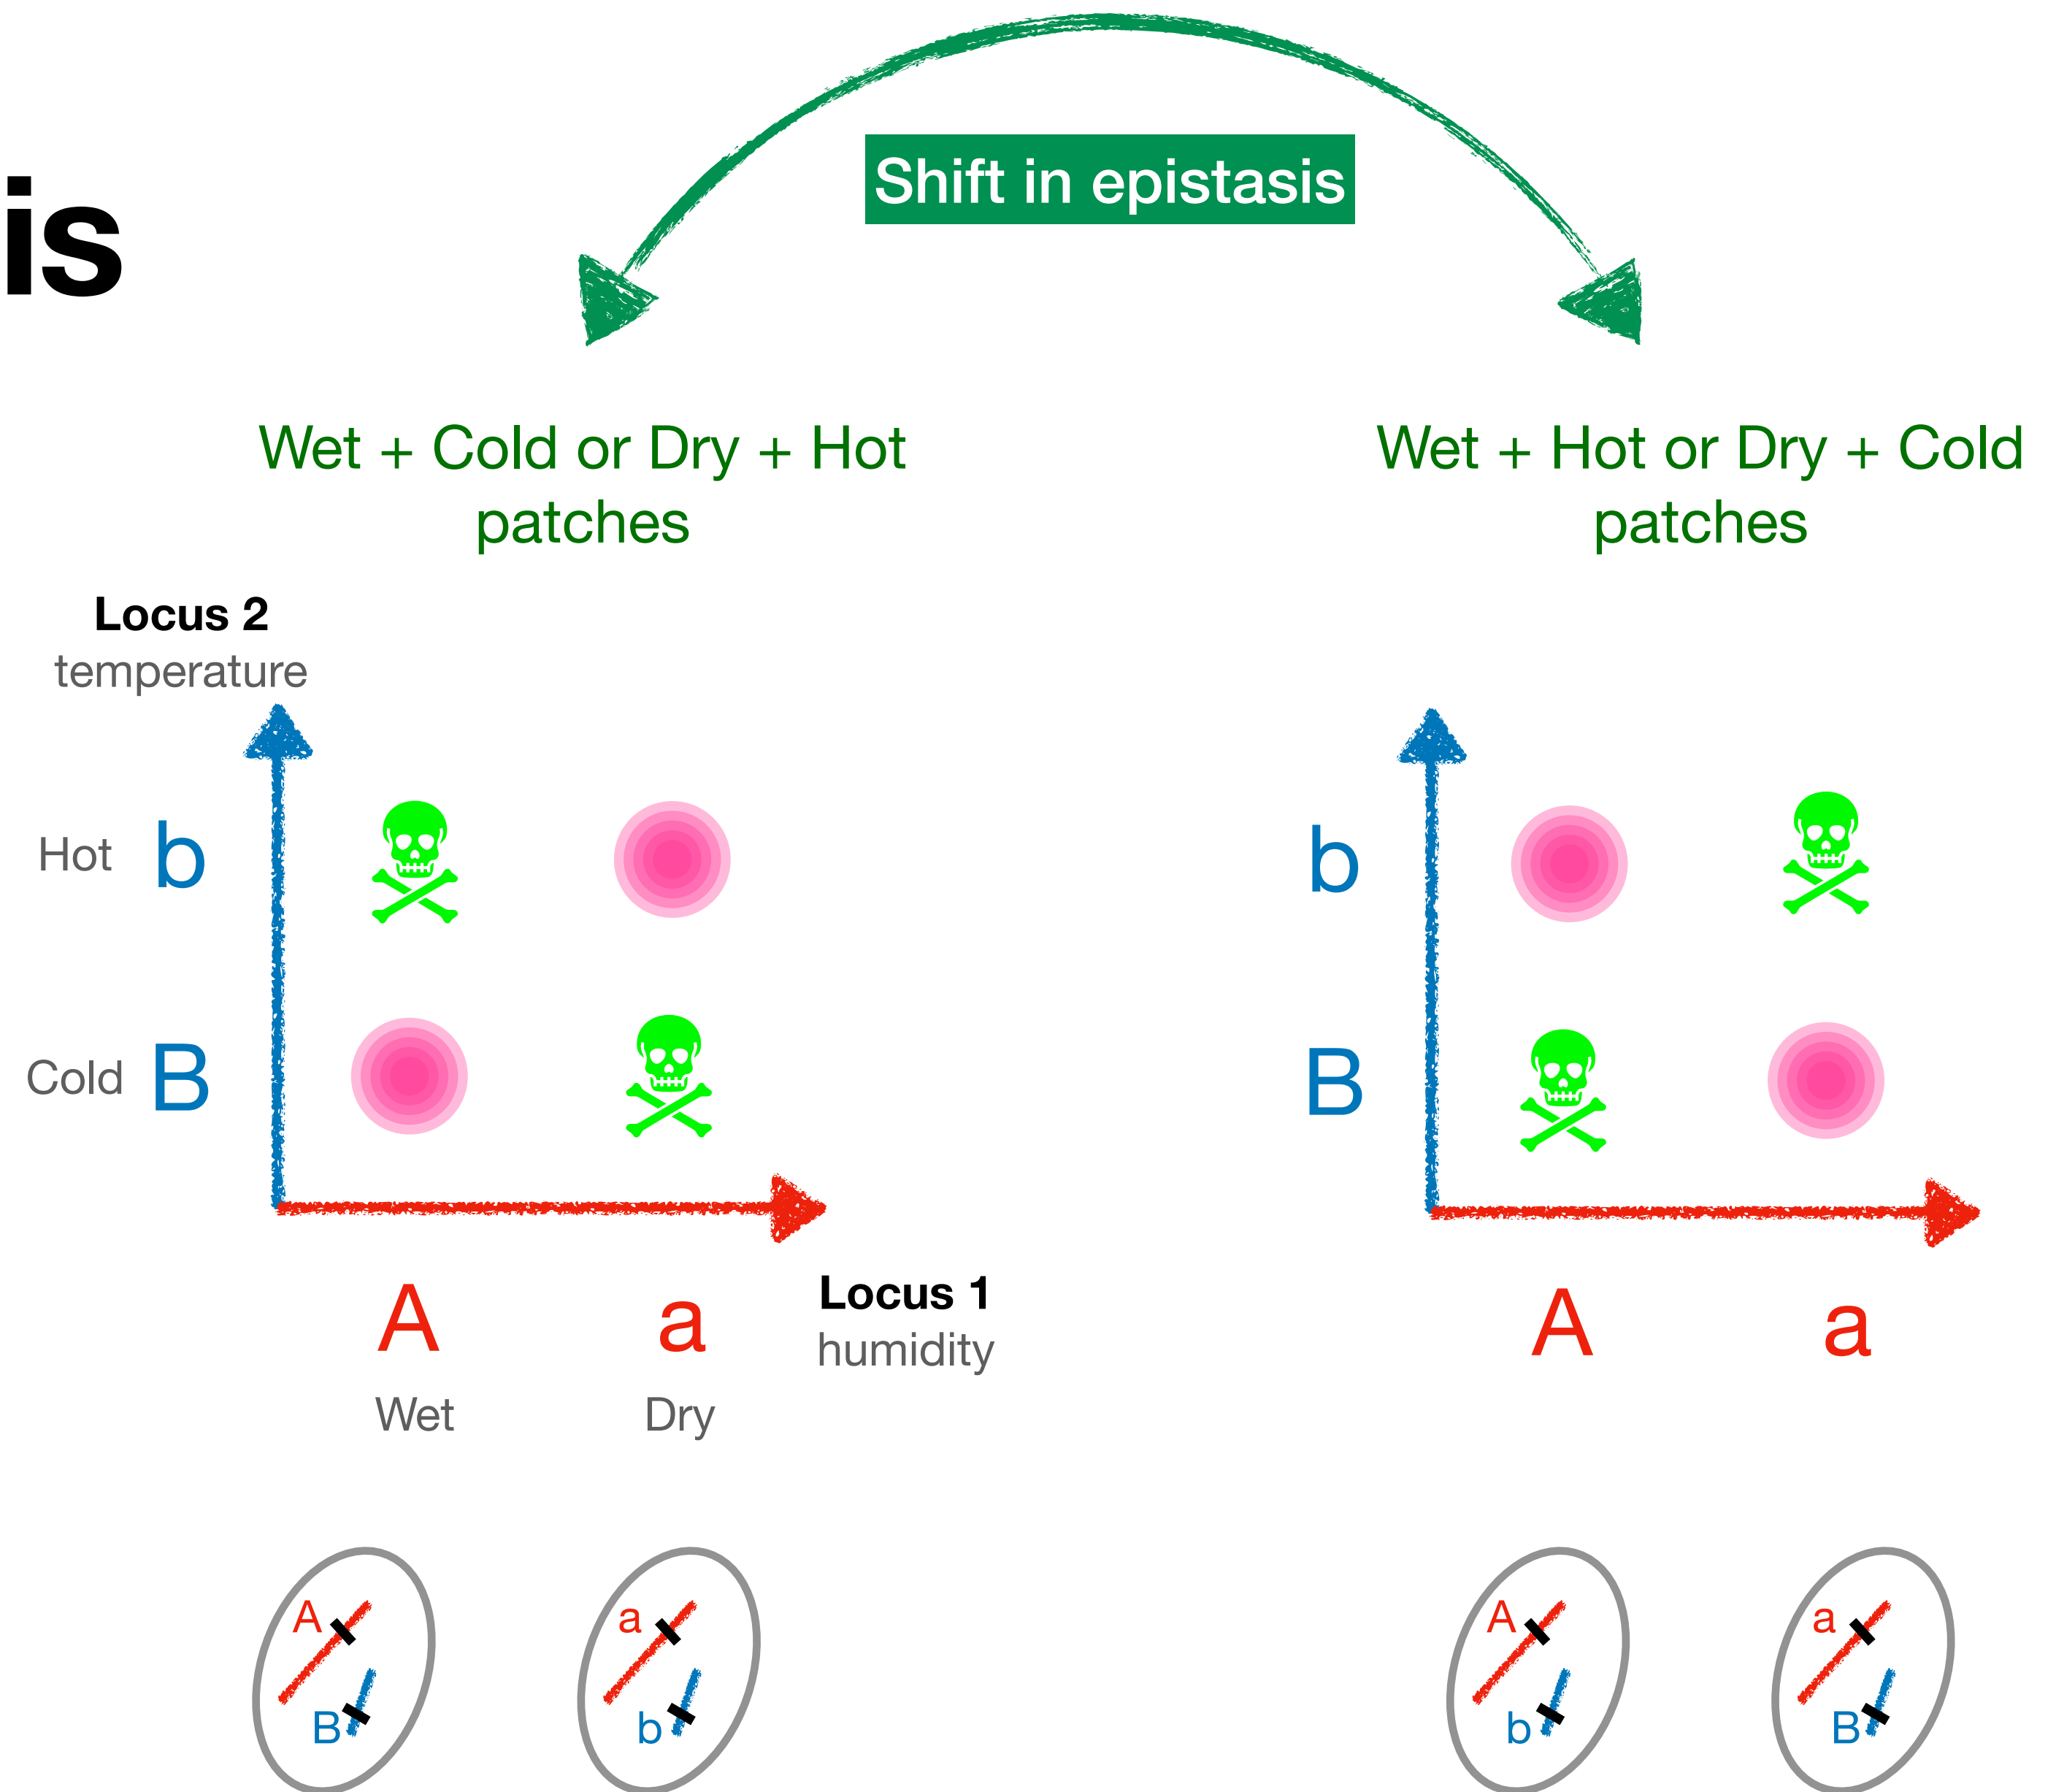 is
Shift in epistasis
Wet + Cold or Dry + Hot
patches
Wet + Hot or Dry + Cold
patches
Locus 2
temperature
Hot b
Cold B
A a
Wet Dry
Locus 1
humidity
b
B
A a
A
B
a
b
A
b
a
B